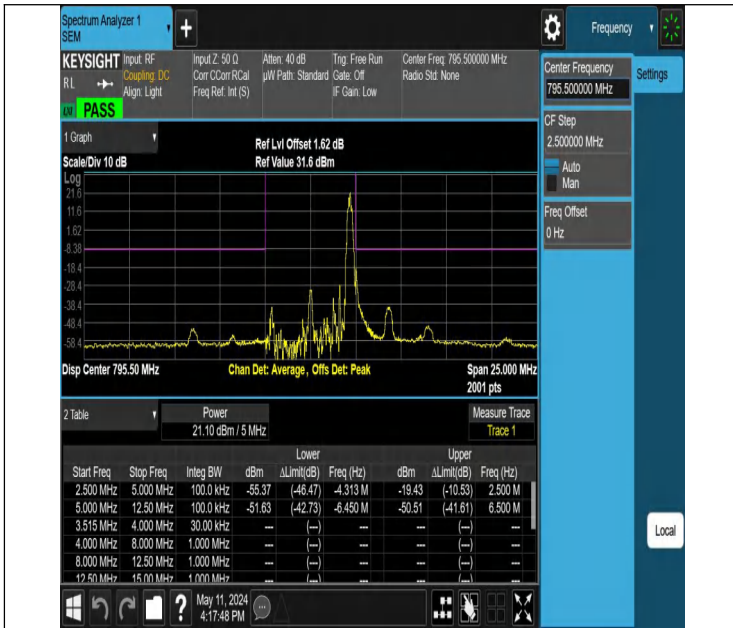 Spectrum Analyzer 1
SEM
+
Frequency
KEYSIGHT
RL
PASS
Input: RF
Coupling: DC
Align: Light
Input Z: 50 Ω
Corr CCorr RCal
Freq Ref: Int (S)
Atten: 40 dB
µW Path: Standard
Trig: Free Run
Gate: Off
IF Gain: Low
Center Freq: 795.500000 MHz
Radio Std: None
Center Frequency
795.500000 MHz
Settings
CF Step
2.500000 MHz
Auto
Man
Freq Offset
0 Hz
1 Graph
Ref Lvl Offset 1.62 dB
Scale/Div 10 dB
Ref Value 31.6 dBm
Log
21.6
11.6
1.62
-8.38
-18.4
-28.4
-38.4
-48.4
-58.4
Disp Center 795.50 MHz
Chan Det: Average, Offs Det: Peak
Span 25.000 MHz
2001 pts
2 Table
Power
21.10 dBm / 5 MHz
Measure Trace
Trace 1
Lower Upper
Start Freq Stop Freq Integ BW dBm ΔLimit(dB) Freq (Hz) dBm ΔLimit(dB) Freq (Hz)
2.500 MHz 5.000 MHz 100.0 kHz -55.37 (-46.47) -4.313 M -19.43 (-10.53) 2.500 M
5.000 MHz 12.50 MHz 100.0 kHz -51.63 (-42.73) -6.450 M -50.51 (-41.61) 6.500 M
3.515 MHz 4.000 MHz 30.00 kHz --- (---) --- --- (---) ---
4.000 MHz 8.000 MHz 1.000 MHz --- (---) --- --- (---) ---
8.000 MHz 12.50 MHz 1.000 MHz --- (---) --- --- (---) ---
12.50 MHz 15.00 MHz 1.000 MHz --- (---) --- --- (---) ---
Local
?
May 11, 2024
4:17:48 PM